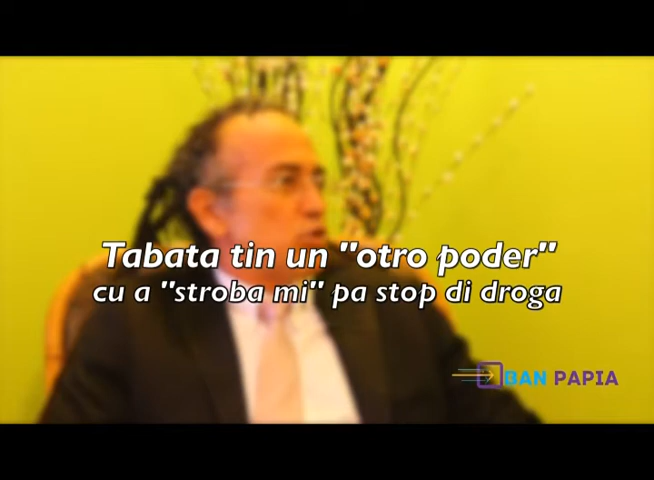 Tabata tin un "otro poder"
cu a "stroba mi" pa stop di droga
BAN PAPIA